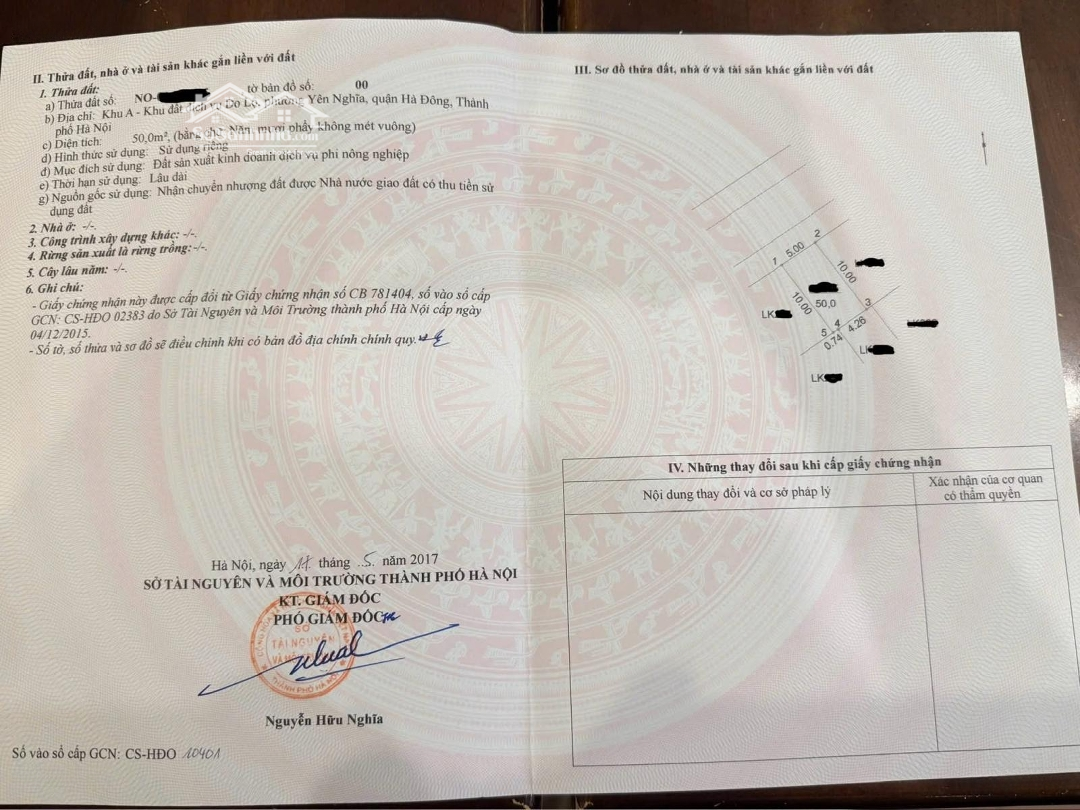 II. Thửa đất, nhà ở và tài sản khác gắn liền với đất
1. Thửa đất:
a) Thửa đất số: NO- tờ bản đồ số: 00
b) Địa chỉ: Khu A - Khu đất dịch vụ Do Lộ, phường Yên Nghĩa, quận Hà Đông, Thành
phố Hà Nội
c) Diện tích: 50,0m², (bằng chữ: Năm mươi phẩy không mét vuông)
d) Hình thức sử dụng: Sử dụng riêng
đ) Mục đích sử dụng: Đất sản xuất kinh doanh dịch vụ phi nông nghiệp
e) Thời hạn sử dụng: Lâu dài
g) Nguồn gốc sử dụng: Nhận chuyển nhượng đất được Nhà nước giao đất có thu tiền sử
dụng đất
2. Nhà ở: -/-.
3. Công trình xây dựng khác: -/-.
4. Rừng sản xuất là rừng trồng: -/-.
5. Cây lâu năm: -/-.
6. Ghi chú:
- Giấy chứng nhận này được cấp đổi từ Giấy chứng nhận số CB 781404, số vào sổ cấp
GCN: CS-HĐO 02383 do Sở Tài Nguyên và Môi Trường thành phố Hà Nội cấp ngày
04/12/2015.
- Số tờ, số thửa và sơ đồ sẽ điều chỉnh khi có bản đồ địa chính chính quy.
Hà Nội, ngày 17 tháng 5 năm 2017
SỞ TÀI NGUYÊN VÀ MÔI TRƯỜNG THÀNH PHỐ HÀ NỘI
KT. GIÁM ĐỐC
PHÓ GIÁM ĐỐC
SỞ
TÀI NGUYÊN
THÀNH PHỐ HÀ NỘI
Nguyễn Hữu Nghĩa
Số vào sổ cấp GCN: CS-HĐO 10401
III. Sơ đồ thửa đất, nhà ở và tài sản khác gắn liền với đất
2
5.00
1
10.00
10.00
50,0
3
LK
4
5
4.26
0.74
LK
LK
IV. Những thay đổi sau khi cấp giấy chứng nhận
Nội dung thay đổi và cơ sở pháp lý
Xác nhận của cơ quan
có thẩm quyền